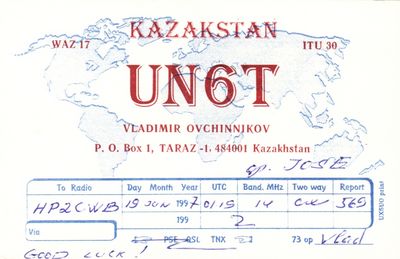 KAZAKSTAN
WAZ 17
ITU 30
UN6T
VLADIMIR OVCHINNIKOV
P. O. Box 1, TARAZ -1. 484001 Kazakhstan
op. JOSE
To Radio Day Month Year UTC Band. MHz Two way Report
HP2CWB 19 JUN 1997 0115 14 CW 569
199 2
Via PSE QSL TNX 73 op Vlad
GOOD LUCK!
UX5UO print